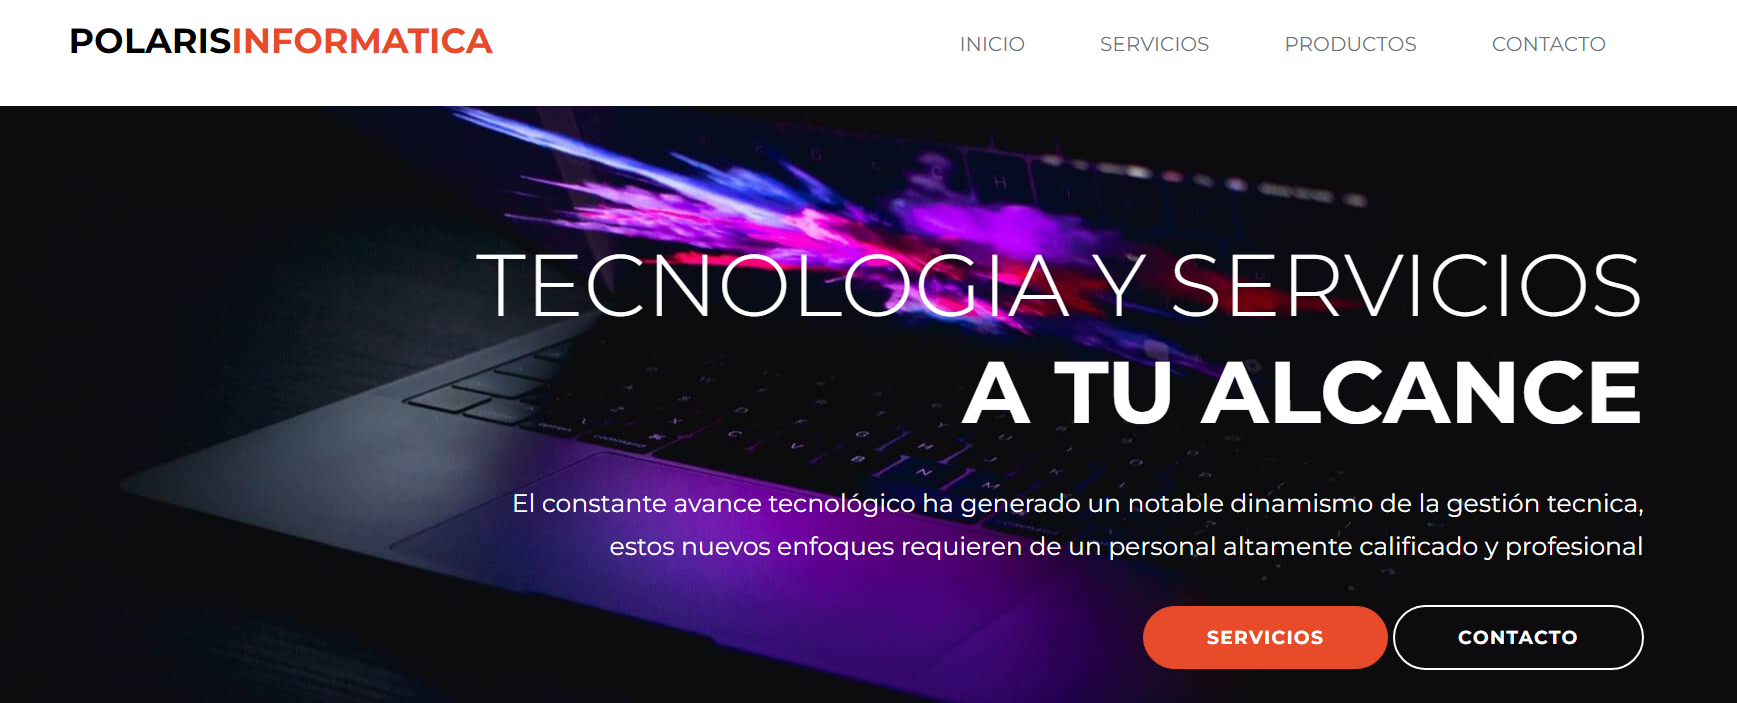 POLARISINFORMATICA
INICIO SERVICIOS PRODUCTOS CONTACTO
TECNOLOGIA Y SERVICIOS
A TU ALCANCE
El constante avance tecnológico ha generado un notable dinamismo de la gestión tecnica,
estos nuevos enfoques requieren de un personal altamente calificado y profesional
SERVICIOS CONTACTO